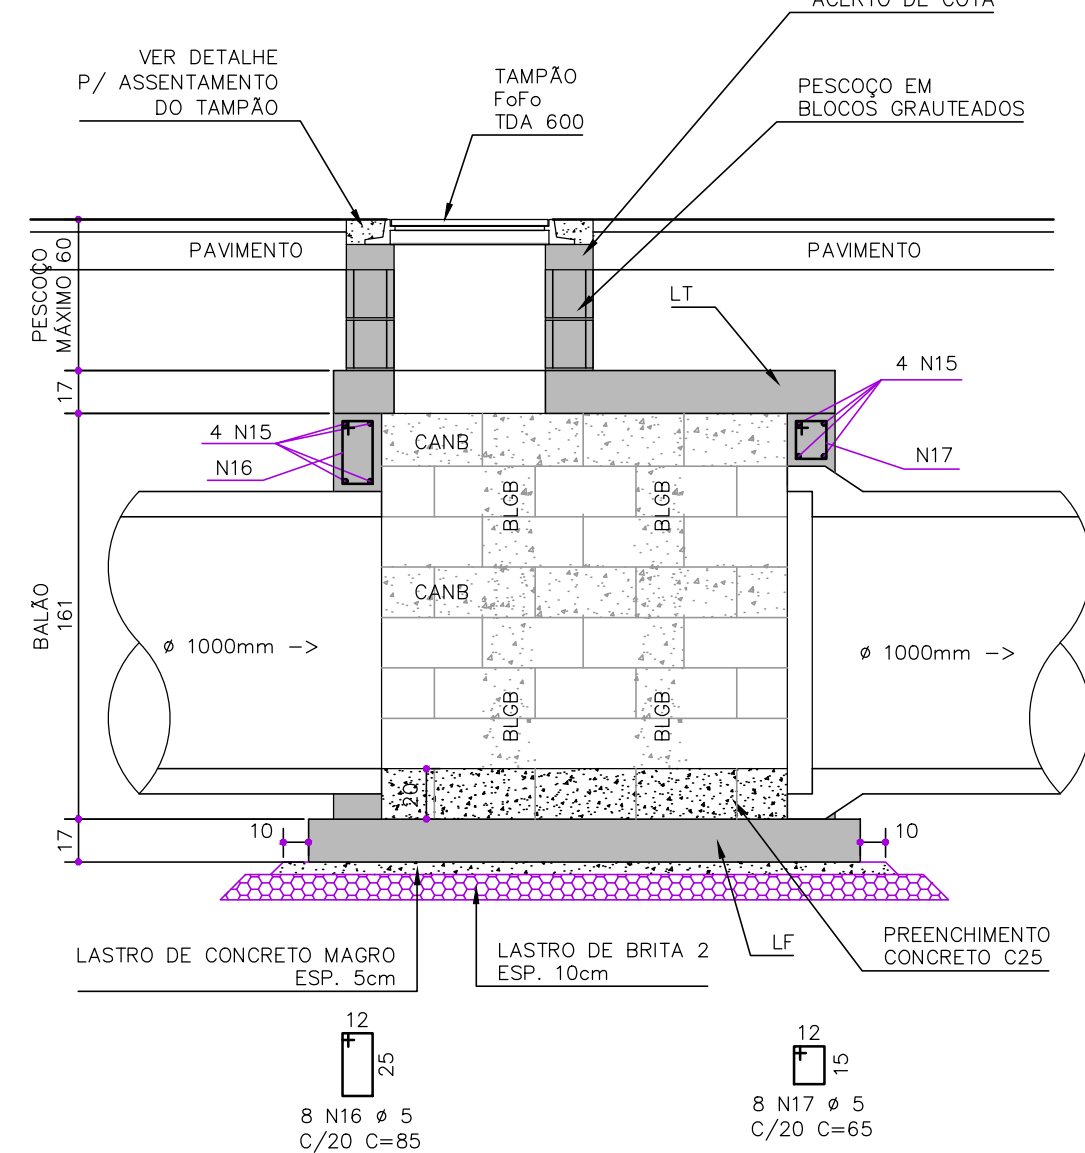 ACERTO DE COTA
VER DETALHE
P/ ASSENTAMENTO
DO TAMPÃO
TAMPÃO
FoFo
TDA 600
PESCOÇO EM
BLOCOS GRAUTEADOS
PAVIMENTO
PAVIMENTO
PESCOÇO
MÁXIMO 60
LT
17
4 N15
4 N15
N16
N17
CANB
BLGB
BLGB
CANB
BALÃO
161
ø 1000mm ->
ø 1000mm ->
BLGB
BLGB
20
10
10
17
LASTRO DE CONCRETO MAGRO
ESP. 5cm
LASTRO DE BRITA 2
ESP. 10cm
LF
PREENCHIMENTO
CONCRETO C25
12
25
8 N16 ø 5
C/20 C=85
12
15
8 N17 ø 5
C/20 C=65